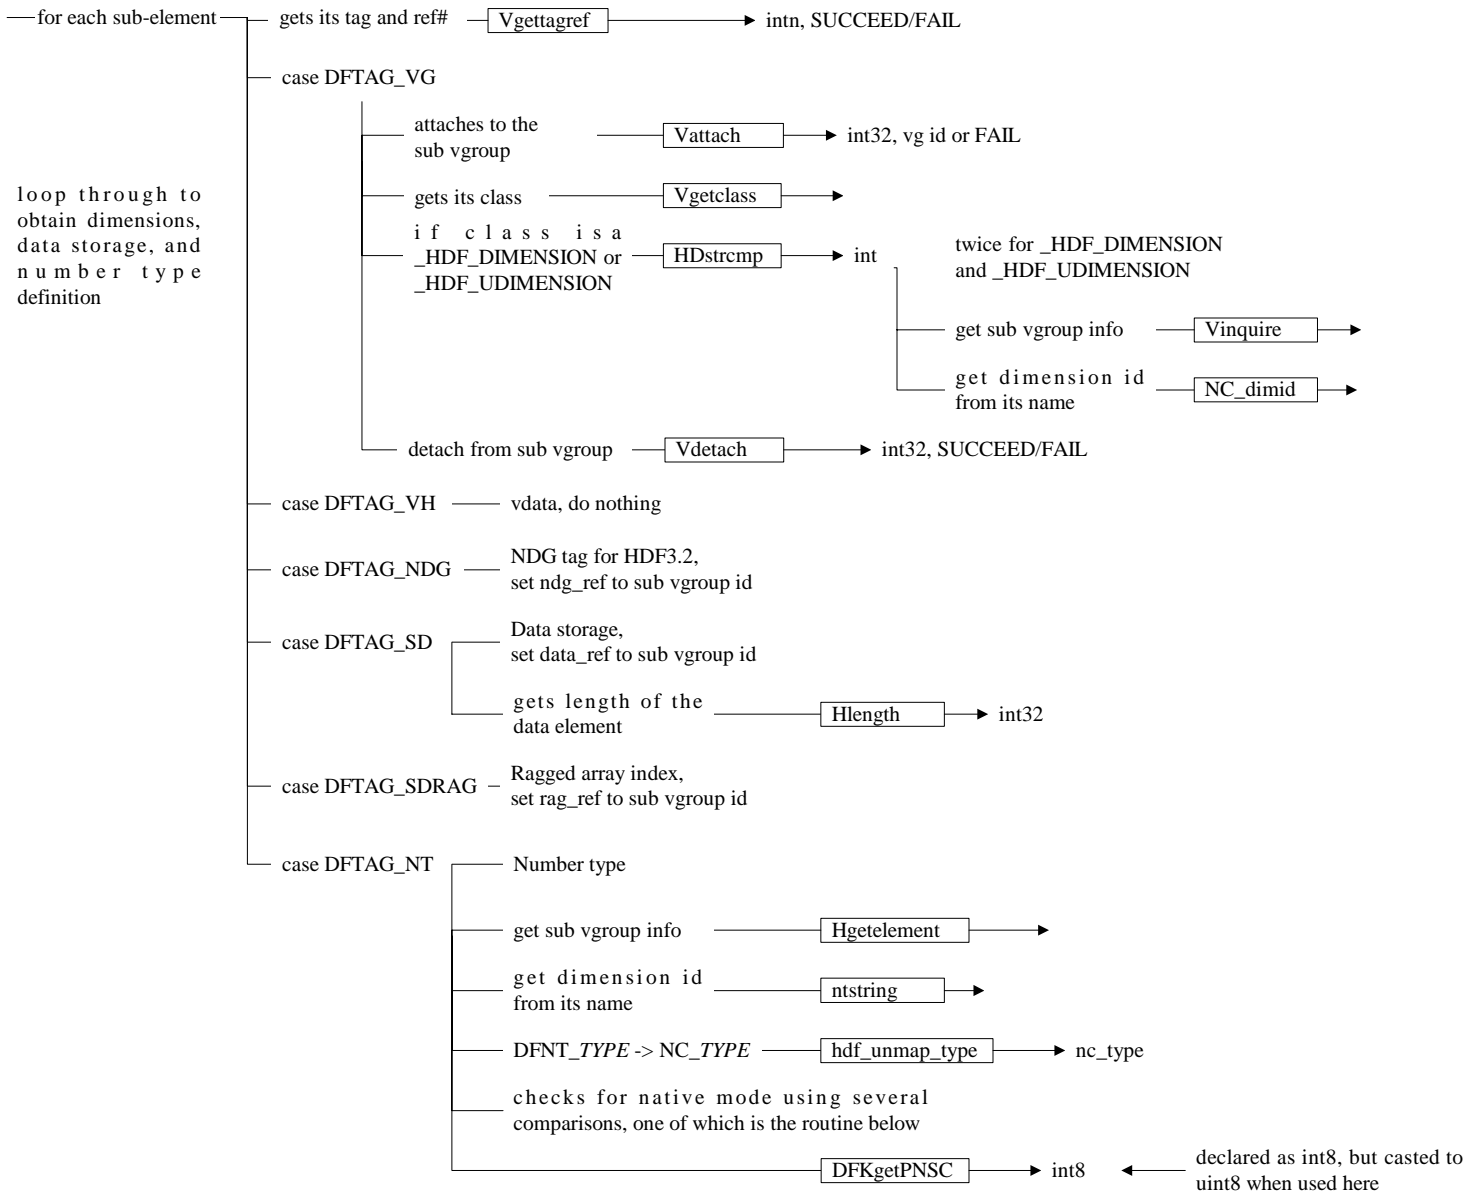 for each sub-element
gets its tag and ref#
Vgettagref
intn, SUCCEED/FAIL
case DFTAG_VG
loop through to
obtain dimensions,
data storage, and
number type
definition
attaches to the
sub vgroup
Vattach
int32, vg id or FAIL
gets its class
Vgetclass
if class isa
_HDF_DIMENSION or
_HDF_UDIMENSION
HDstrcmp
int
twice for _HDF_DIMENSION
and _HDF_UDIMENSION
get sub vgroup info
Vinquire
get dimension id
from its name
NC_dimid
detach from sub vgroup
Vdetach
int32, SUCCEED/FAIL
case DFTAG_VH
vdata, do nothing
case DFTAG_NDG
NDG tag for HDF3.2,
set ndg_ref to sub vgroup id
case DFTAG_SD
Data storage,
set data_ref to sub vgroup id
gets length of the
data element
Hlength
int32
case DFTAG_SDRAG
Ragged array index,
set rag_ref to sub vgroup id
case DFTAG_NT
Number type
get sub vgroup info
Hgetelement
get dimension id
from its name
ntstring
DFNT_TYPE -> NC_TYPE
hdf_unmap_type
nc_type
checks for native mode using several
comparisons, one of which is the routine below
DFKgetPNSC
int8
declared as int8, but casted to
uint8 when used here